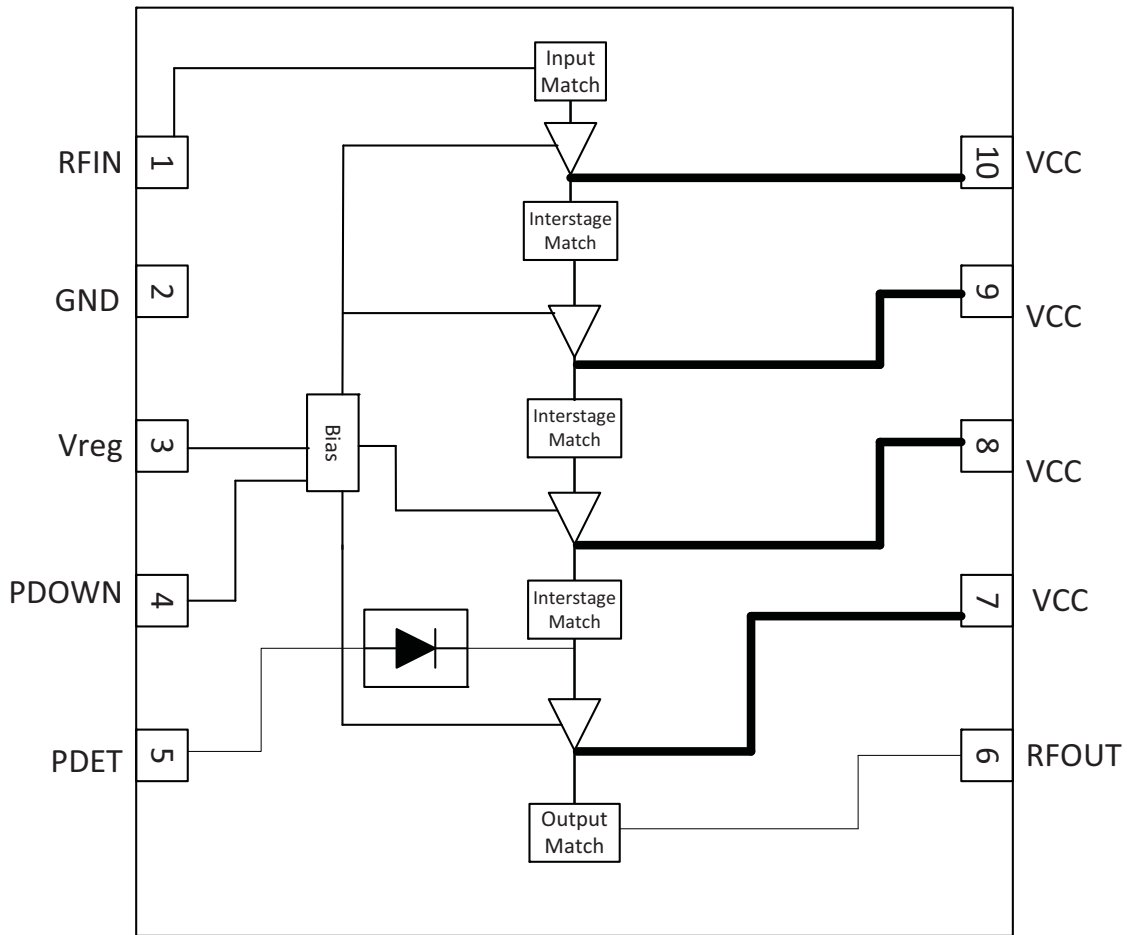 Input
Match
RFIN
1
10
VCC
Interstage
Match
GND
2
9
VCC
Interstage
Match
Vreg
3
Bias
8
VCC
PDOWN
4
Interstage
Match
7
VCC
PDET
5
6
RFOUT
Output
Match